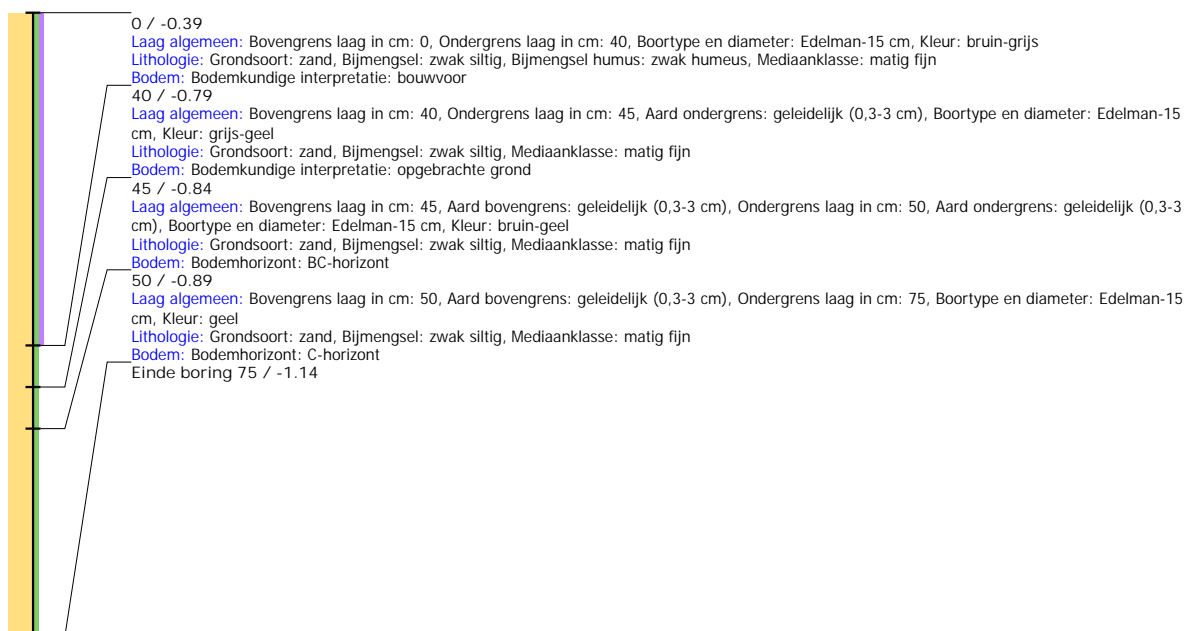 0 / -0.39
Laag algemeen: Bovengrens laag in cm: 0, Ondergrens laag in cm: 40, Boortype en diameter: Edelman-15 cm, Kleur: bruin-grijs
Lithologie: Grondsoort: zand, Bijmengsel: zwak siltig, Bijmengsel humus: zwak humeus, Mediaanklasse: matig fijn
Bodem: Bodemkundige interpretatie: bouwvoor
40 / -0.79
Laag algemeen: Bovengrens laag in cm: 40, Ondergrens laag in cm: 45, Aard ondergrens: geleidelijk (0,3-3 cm), Boortype en diameter: Edelman-15
cm, Kleur: grijs-geel
Lithologie: Grondsoort: zand, Bijmengsel: zwak siltig, Mediaanklasse: matig fijn
Bodem: Bodemkundige interpretatie: opgebrachte grond
45 / -0.84
Laag algemeen: Bovengrens laag in cm: 45, Aard bovengrens: geleidelijk (0,3-3 cm), Ondergrens laag in cm: 50, Aard ondergrens: geleidelijk (0,3-3
cm), Boortype en diameter: Edelman-15 cm, Kleur: bruin-geel
Lithologie: Grondsoort: zand, Bijmengsel: zwak siltig, Mediaanklasse: matig fijn
Bodem: Bodemhorizont: BC-horizont
50 / -0.89
Laag algemeen: Bovengrens laag in cm: 50, Aard bovengrens: geleidelijk (0,3-3 cm), Ondergrens laag in cm: 75, Boortype en diameter: Edelman-15
cm, Kleur: geel
Lithologie: Grondsoort: zand, Bijmengsel: zwak siltig, Mediaanklasse: matig fijn
Bodem: Bodemhorizont: C-horizont
Einde boring 75 / -1.14